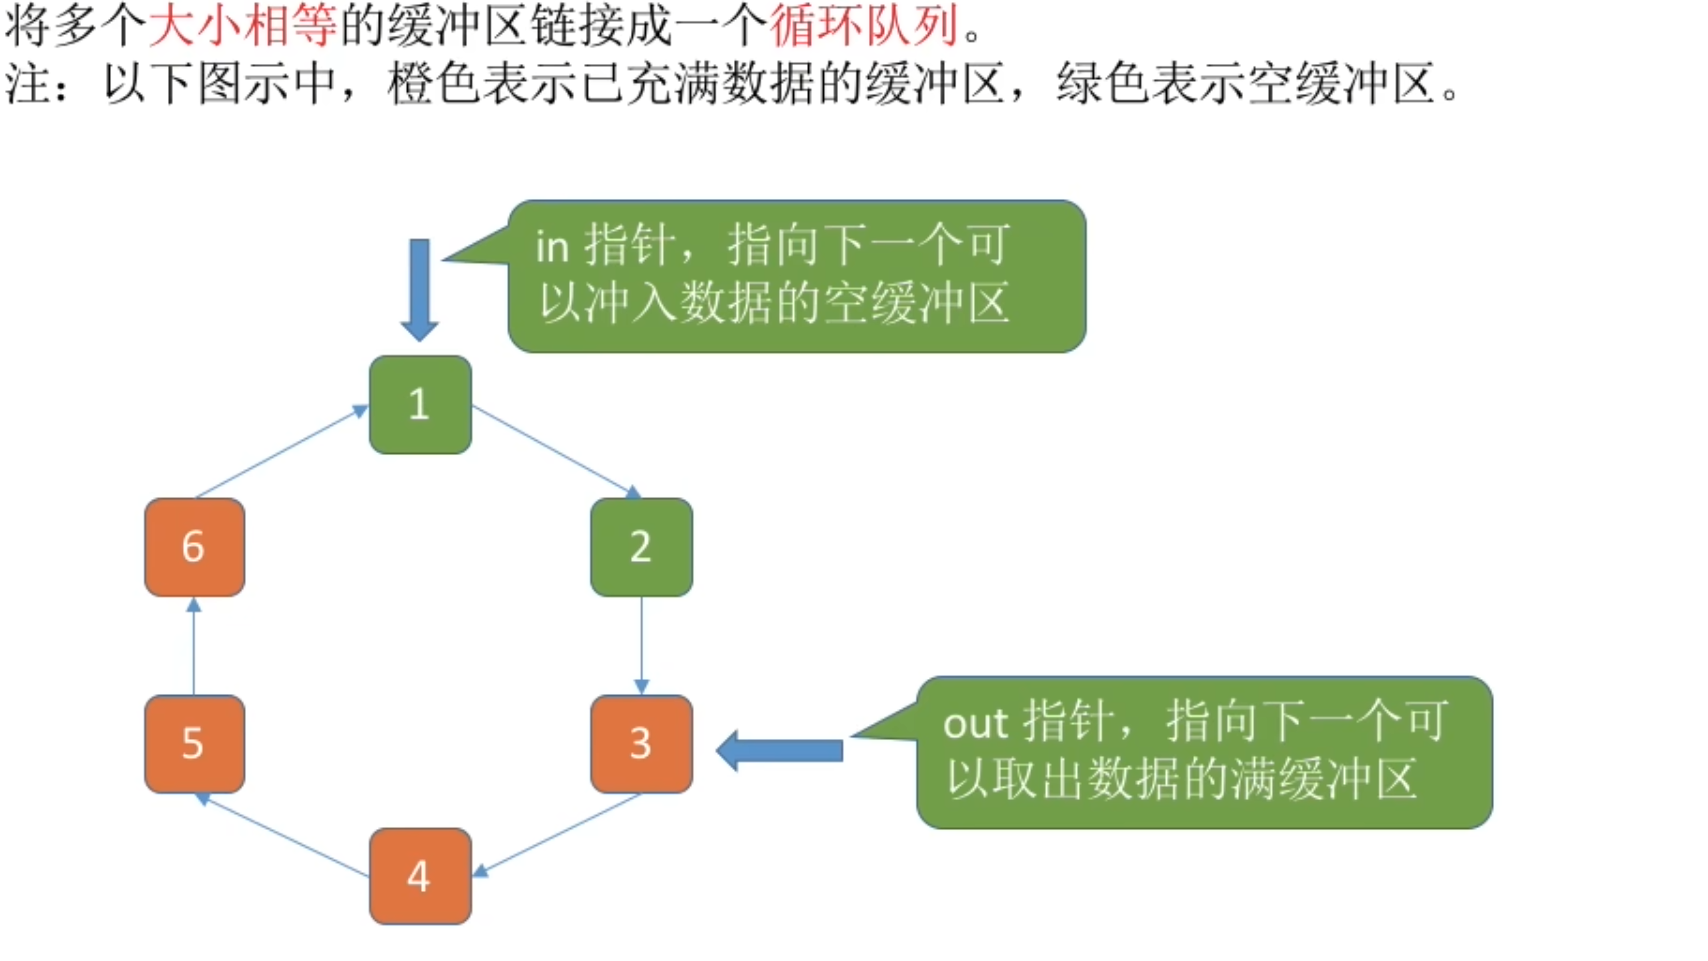 将多个大小相等的缓冲区链接成一个循环队列。
注：以下图示中，橙色表示已充满数据的缓冲区，绿色表示空缓冲区。
in 指针，指向下一个可
以冲入数据的空缓冲区
1
6
2
5
3
out 指针，指向下一个可
以取出数据的满缓冲区
4